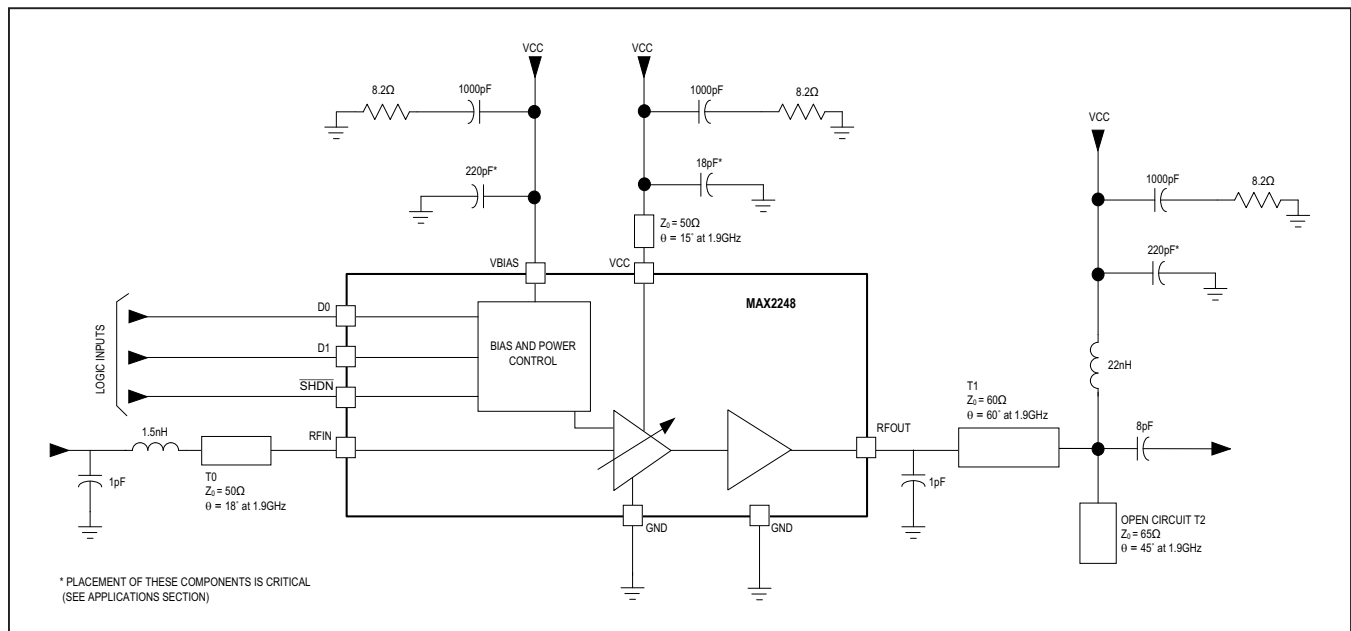 VCC
VCC
8.2Ω
1000pF
1000pF
8.2Ω
VCC
220pF*
18pF*
1000pF
8.2Ω
Z₀ = 50Ω
θ = 15° at 1.9GHz
220pF*
VBIAS
VCC
MAX2248
LOGIC INPUTS
D0
D1
SHDN
BIAS AND POWER
CONTROL
22nH
T1
Z₀ = 60Ω
θ = 60° at 1.9GHz
1.5nH
RFIN
RFOUT
8pF
1pF
T0
Z₀ = 50Ω
θ = 18° at 1.9GHz
1pF
GND
GND
OPEN CIRCUIT T2
Z₀ = 65Ω
θ = 45° at 1.9GHz
* PLACEMENT OF THESE COMPONENTS IS CRITICAL
(SEE APPLICATIONS SECTION)